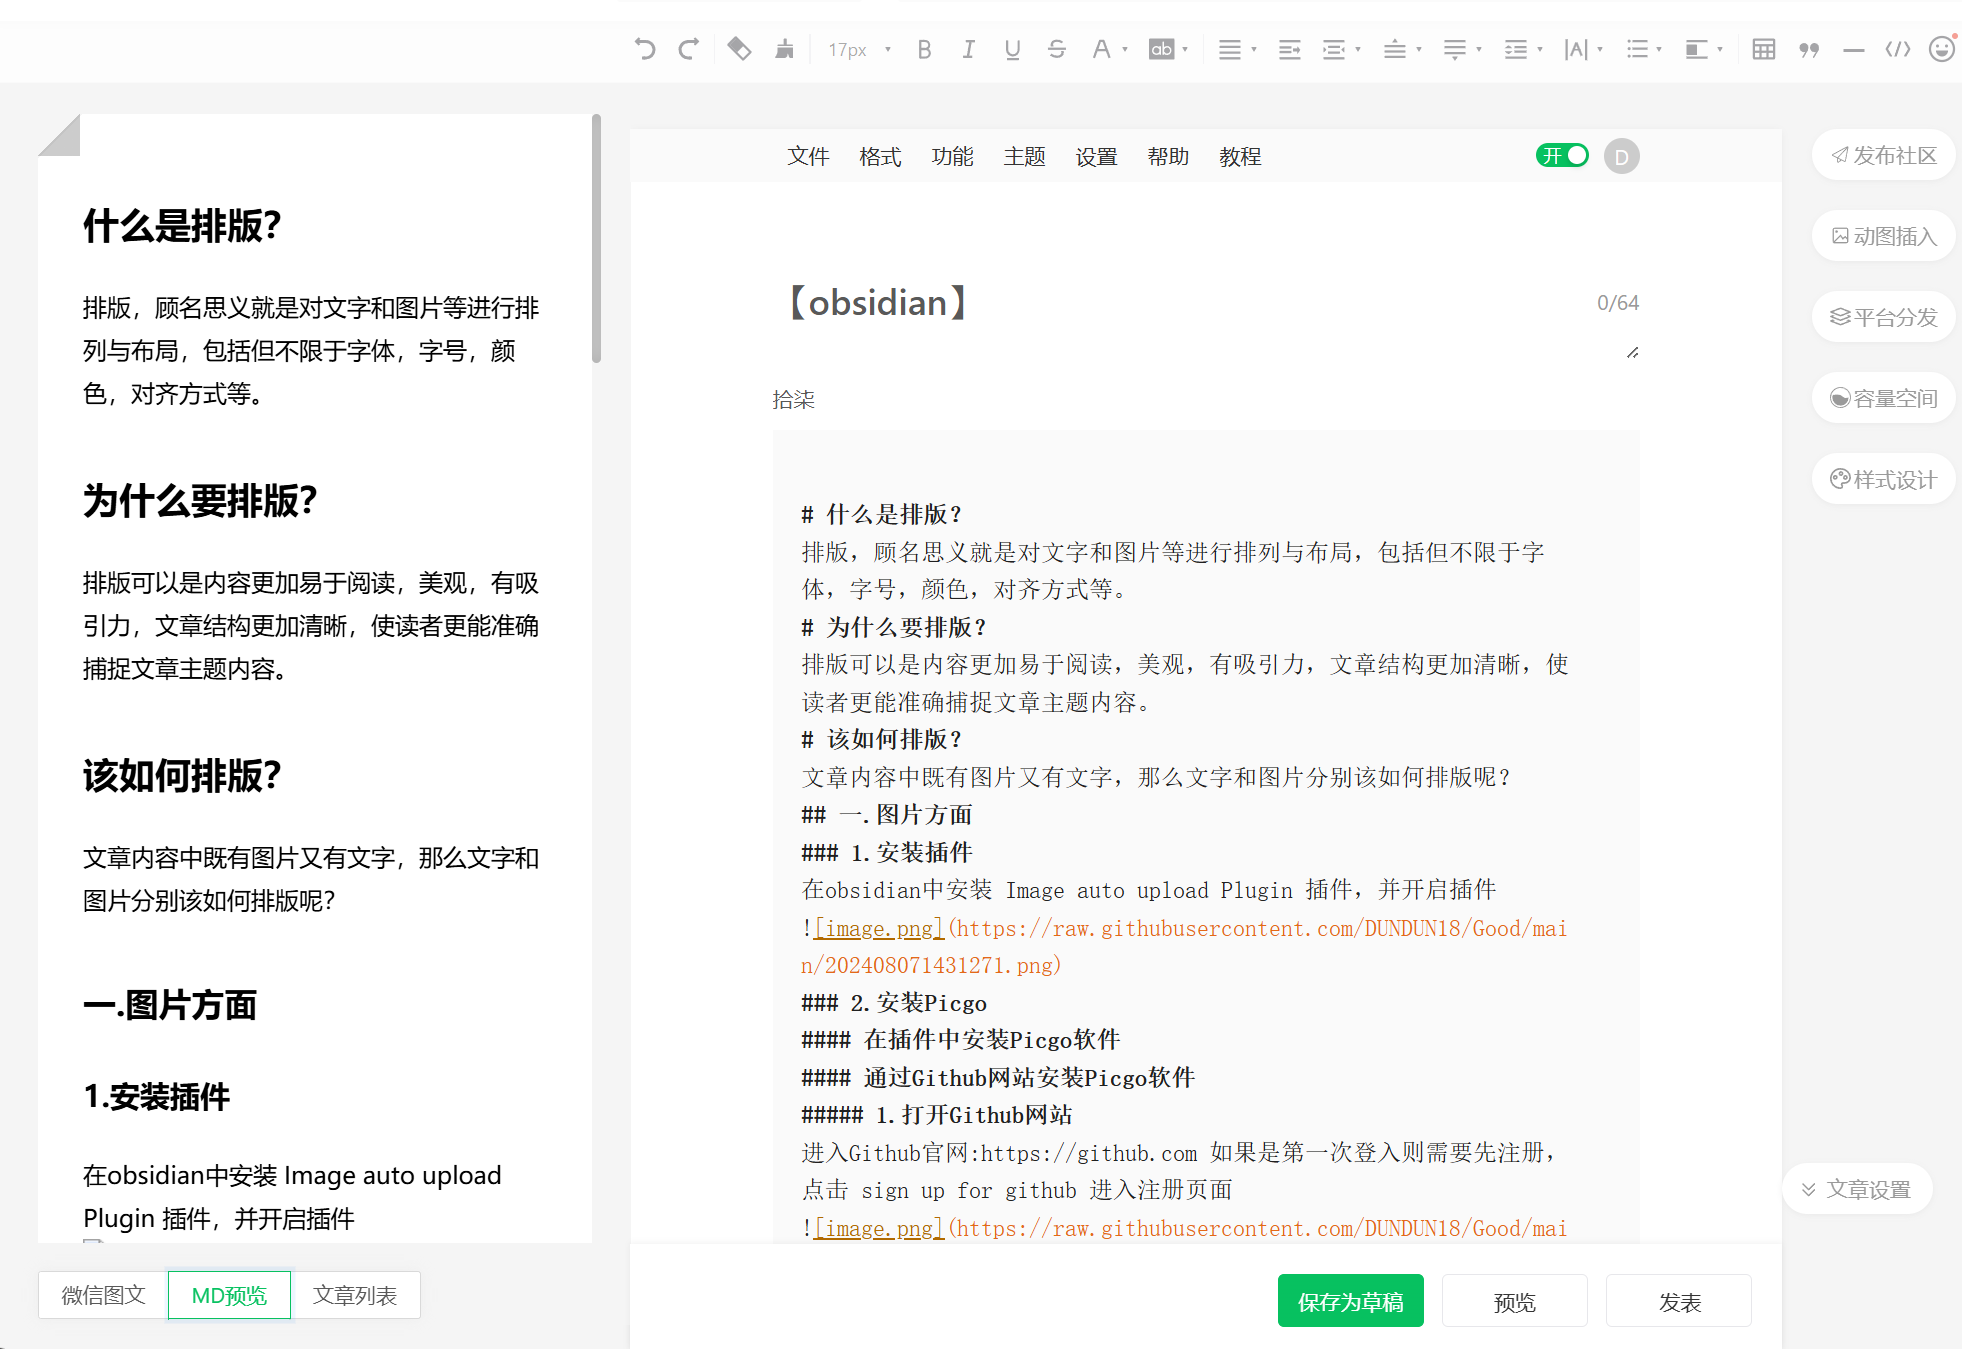 17px
B
I
U
S
A
ab
|A|
</>
什么是排版？
排版，顾名思义就是对文字和图片等进行排
列与布局，包括但不限于字体，字号，颜
色，对齐方式等。
为什么要排版？
排版可以是内容更加易于阅读，美观，有吸
引力，文章结构更加清晰，使读者更能准确
捕捉文章主题内容。
该如何排版？
文章内容中既有图片又有文字，那么文字和
图片分别该如何排版呢？
一.图片方面
1.安装插件
在obsidian中安装 Image auto upload
Plugin 插件，并开启插件
微信图文
MD预览
文章列表
文件 格式 功能 主题 设置 帮助 教程
开
D
【obsidian】
0/64
拾柒
# 什么是排版？
排版，顾名思义就是对文字和图片等进行排列与布局，包括但不限于字
体，字号，颜色，对齐方式等。
# 为什么要排版？
排版可以是内容更加易于阅读，美观，有吸引力，文章结构更加清晰，使
读者更能准确捕捉文章主题内容。
# 该如何排版？
文章内容中既有图片又有文字，那么文字和图片分别该如何排版呢？
## 一.图片方面
### 1.安装插件
在obsidian中安装 Image auto upload Plugin 插件，并开启插件
![image.png](https://raw.githubusercontent.com/DUNDUN18/Good/mai
n/202408071431271.png)
### 2.安装Picgo
#### 在插件中安装Picgo软件
#### 通过Github网站安装Picgo软件
##### 1.打开Github网站
进入Github官网:https://github.com 如果是第一次登入则需要先注册，
点击 sign up for github 进入注册页面
![image.png](https://raw.githubusercontent.com/DUNDUN18/Good/mai
保存为草稿
预览
发表
发布社区
动图插入
平台分发
容量空间
样式设计
文章设置